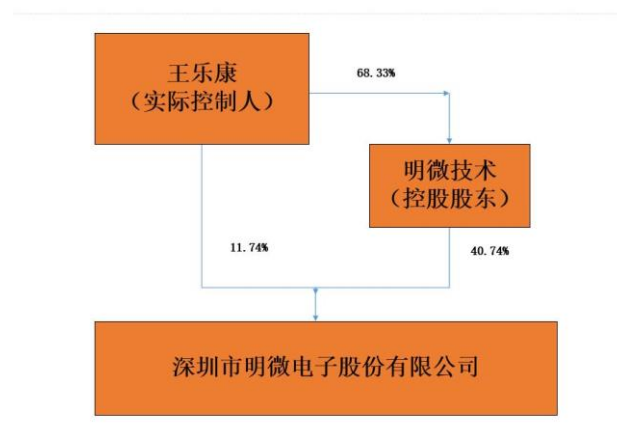 王乐康
（实际控制人）
68.33%
明微技术
（控股股东）
11.74%
40.74%
深圳市明微电子股份有限公司